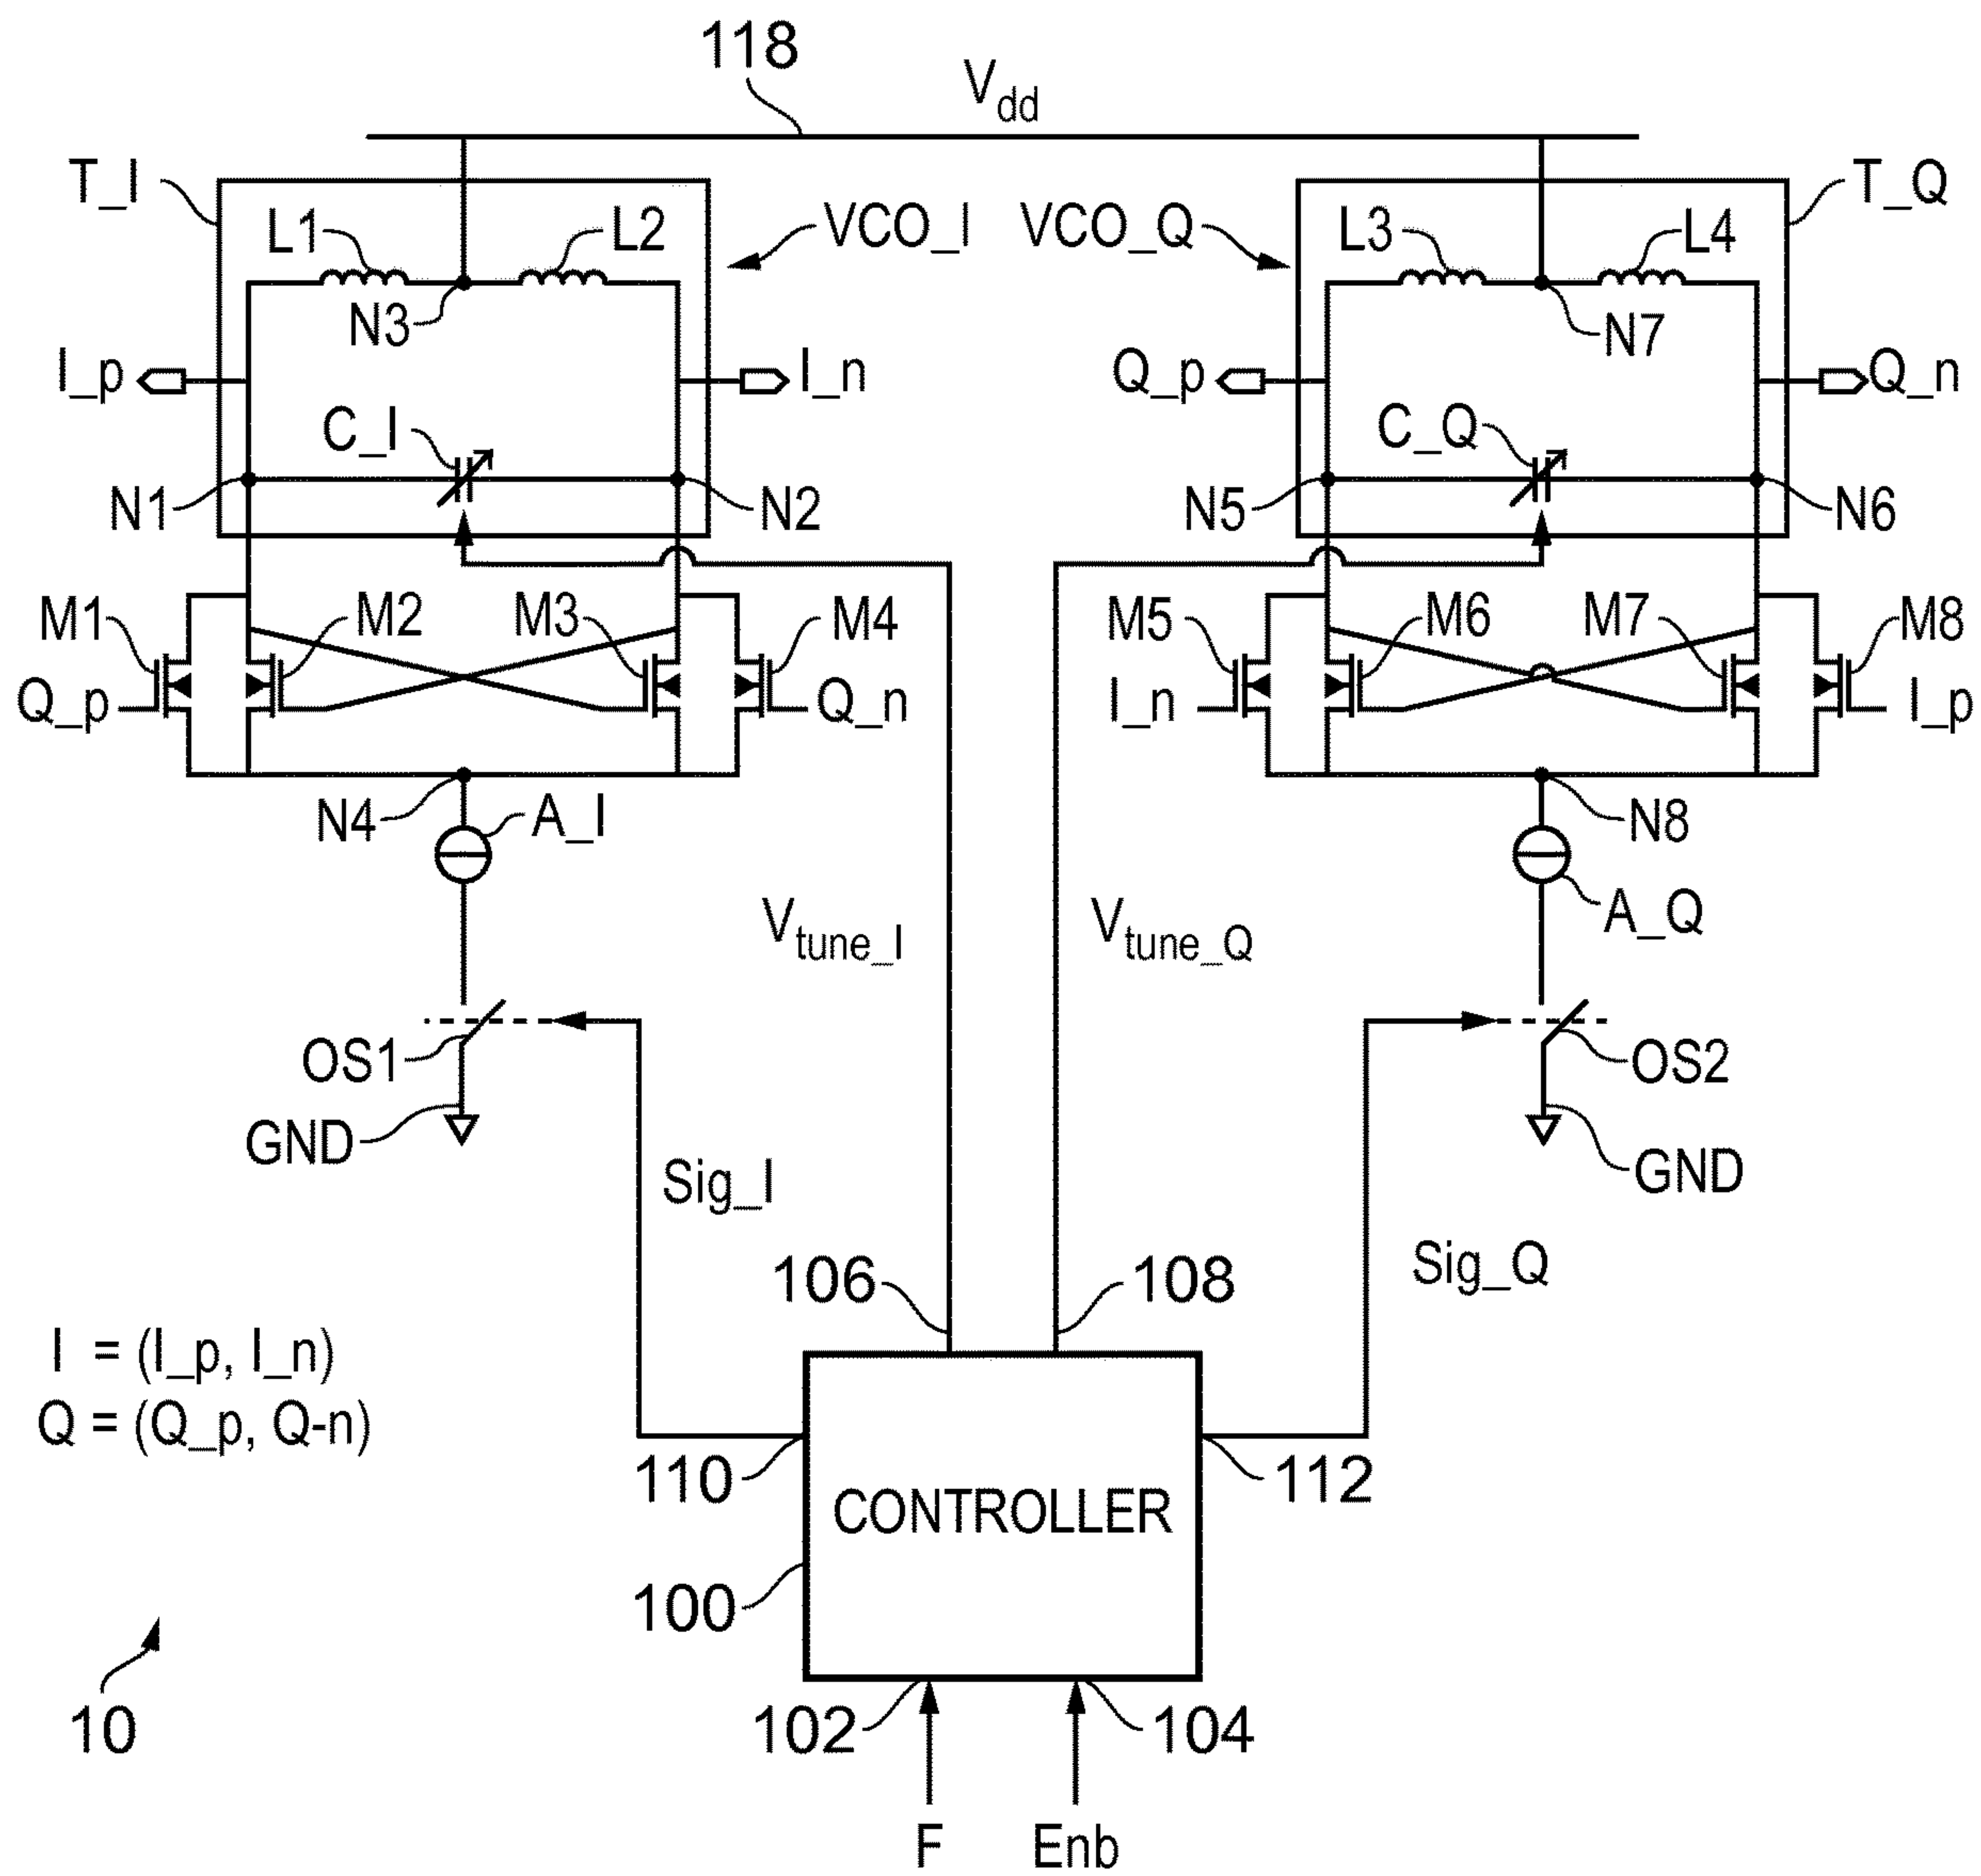 118
Vdd
T_I
T_Q
L1
L2
VCO_I
VCO_Q
L3
L4
N3
N7
I_p
I_n
Q_p
Q_n
C_I
C_Q
N1
N2
N5
N6
M1
M2
M3
M4
M5
M6
M7
M8
Q_p
Q_n
I_n
I_p
N4
A_I
N8
A_Q
Vtune_I
Vtune_Q
OS1
OS2
GND
GND
Sig_I
Sig_Q
106
108
I = (I_p, I_n)
Q = (Q_p, Q-n)
110
112
CONTROLLER
100
10
102
104
F
Enb